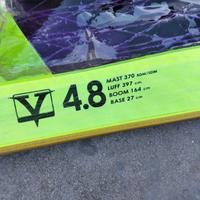 V
4.8
MAST 370 RDM/SDM
LUFF 397 cm
BOOM 164 cm
BASE 27 cm